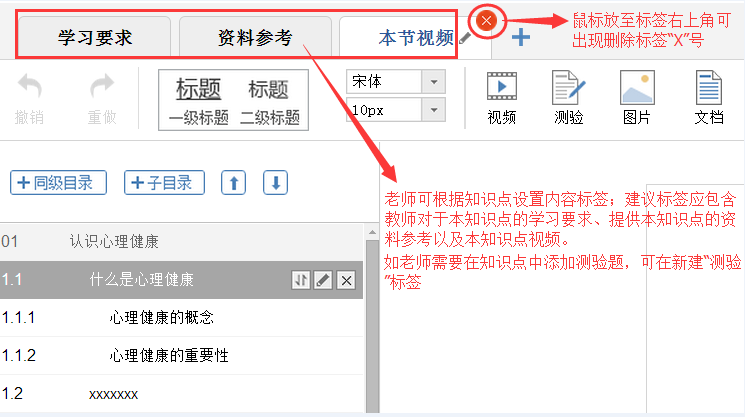 学习要求
资料参考
本节视频
鼠标放至标签右上角可
出现删除标签“X”号
撤销
重做
标题
一级标题
标题
二级标题
宋体
10px
视频
测验
图片
文档
同级目录
子目录
老师可根据知识点设置内容标签；建议标签应包含
教师对于本知识点的学习要求、提供本知识点的资
料参考以及本知识点视频。
如老师需要在知识点中添加测验题，可在新建“测验
”标签
01 认识心理健康
1.1 什么是心理健康
1.1.1 心理健康的概念
1.1.2 心理健康的重要性
1.2 xxxxxxx